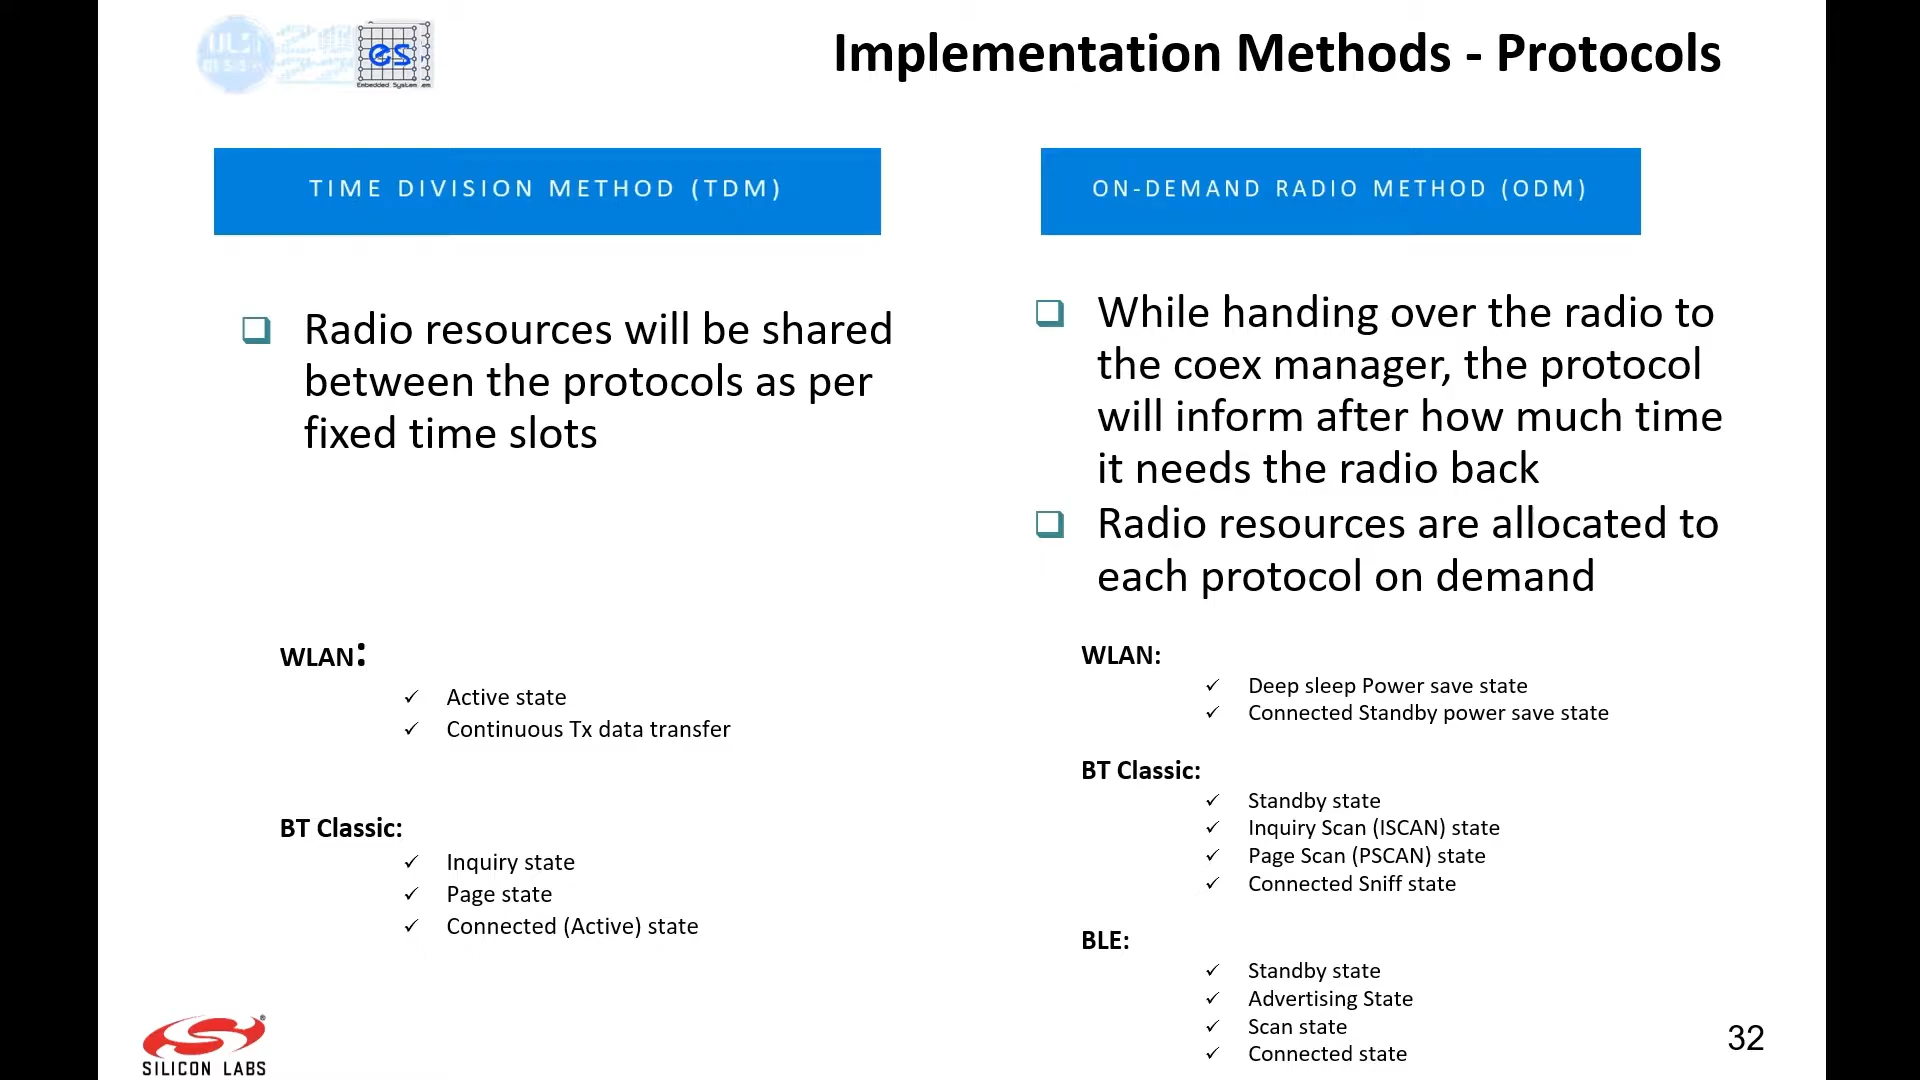 es
Embedded System
Implementation Methods - Protocols
TIME DIVISION METHOD (TDM)
Radio resources will be shared
between the protocols as per
fixed time slots
WLAN:
Active state
Continuous Tx data transfer
BT Classic:
Inquiry state
Page state
Connected (Active) state
ON-DEMAND RADIO METHOD (ODM)
While handing over the radio to
the coex manager, the protocol
will inform after how much time
it needs the radio back
Radio resources are allocated to
each protocol on demand
WLAN:
Deep sleep Power save state
Connected Standby power save state
BT Classic:
Standby state
Inquiry Scan (ISCAN) state
Page Scan (PSCAN) state
Connected Sniff state
BLE:
Standby state
Advertising State
Scan state
Connected state
SILICON LABS
32